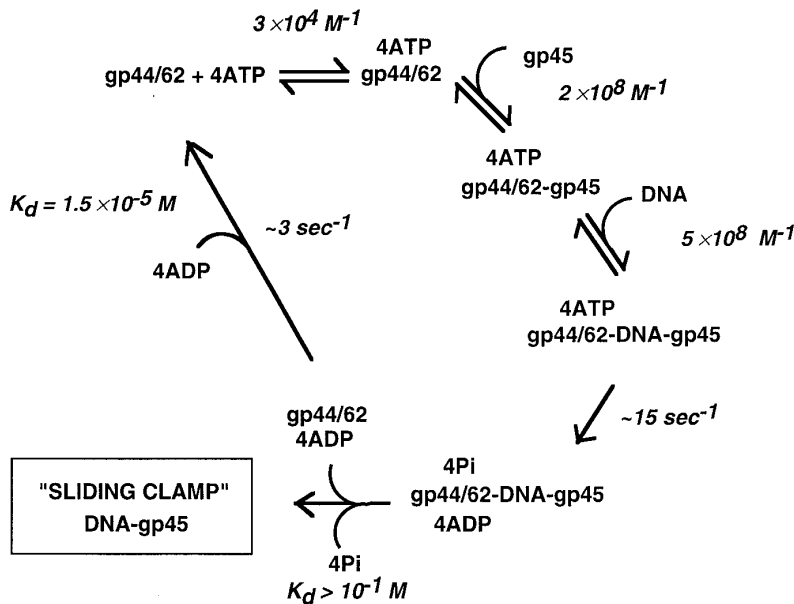 3 ×10⁴ M⁻¹
gp44/62 + 4ATP
4ATP
gp44/62
gp45
2 ×10⁸ M⁻¹
4ATP
gp44/62-gp45
DNA
5 ×10⁸ M⁻¹
4ATP
gp44/62-DNA-gp45
~15 sec⁻¹
4Pi
gp44/62-DNA-gp45
4ADP
gp44/62
4ADP
4Pi
K_d > 10⁻¹ M
"SLIDING CLAMP"
DNA-gp45
~3 sec⁻¹
4ADP
K_d = 1.5 ×10⁻⁵ M